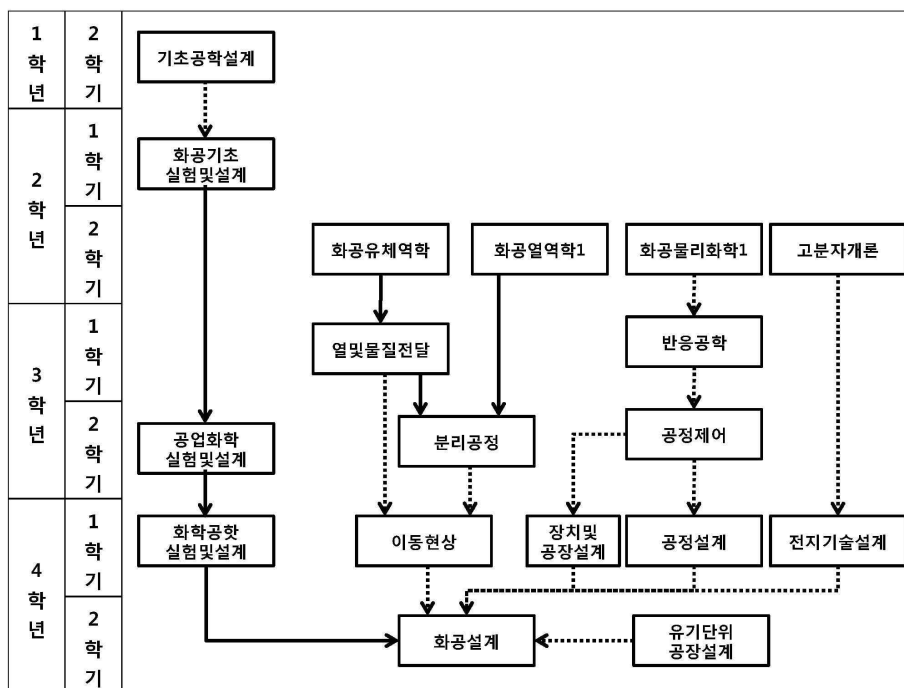 1
학
년
2
학
기
기초공학설계
2
학
년
1
학
기
화공기초
실험및설계
2
학
기
화공유체역학
화공열역학1
화공물리화학1
고분자개론
3
학
년
1
학
기
열및물질전달
반응공학
2
학
기
공업화학
실험및설계
분리공정
공정제어
4
학
년
1
학
기
화학공핫
실험및설계
이동현상
장치및
공장설계
공정설계
전지기술설계
2
학
기
화공설계
유기단위
공장설계